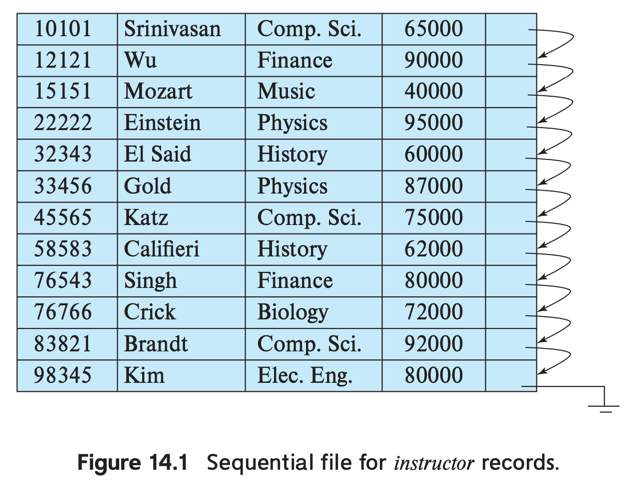 10101 Srinivasan Comp. Sci. 65000
12121 Wu Finance 90000
15151 Mozart Music 40000
22222 Einstein Physics 95000
32343 El Said History 60000
33456 Gold Physics 87000
45565 Katz Comp. Sci. 75000
58583 Califieri History 62000
76543 Singh Finance 80000
76766 Crick Biology 72000
83821 Brandt Comp. Sci. 92000
98345 Kim Elec. Eng. 80000
Figure 14.1 Sequential file for instructor records.